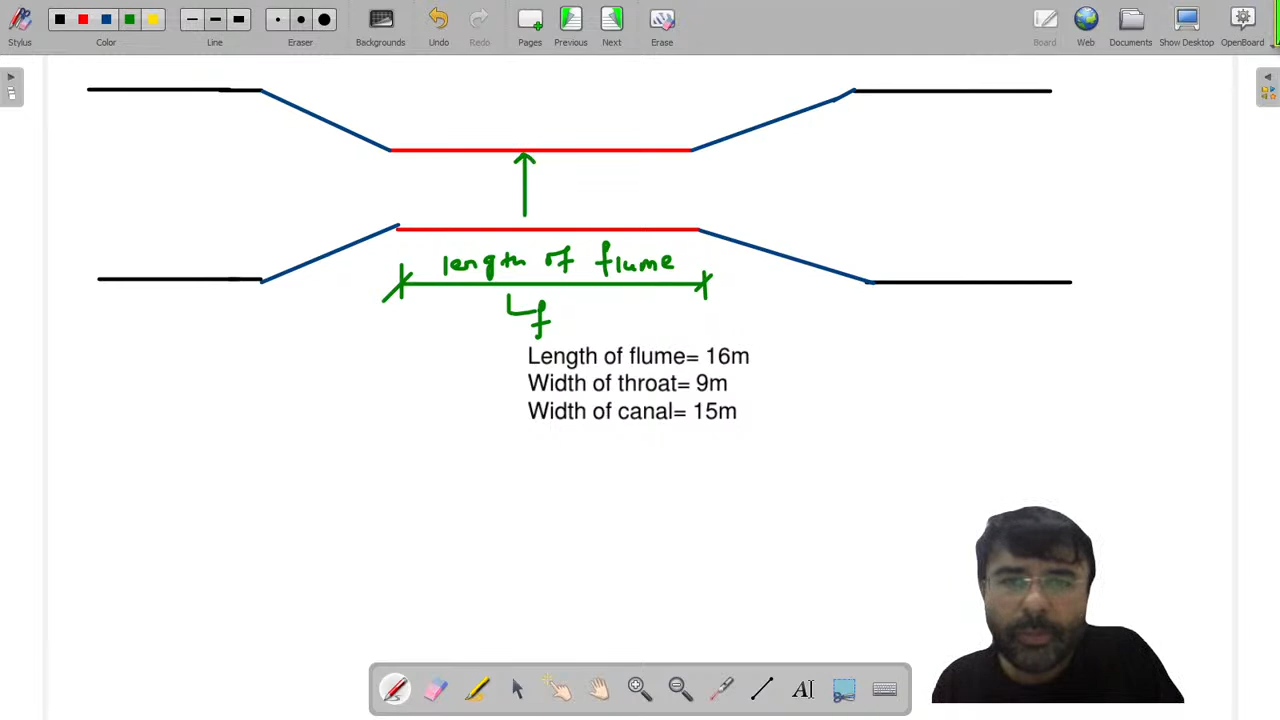 Stylus
Color
Line
Eraser
Backgrounds
Undo
Redo
Pages
Previous
Next
Erase
Board
Web
Documents
Show Desktop
OpenBoard
length of flume
Lf
Length of flume= 16m
Width of throat= 9m
Width of canal= 15m